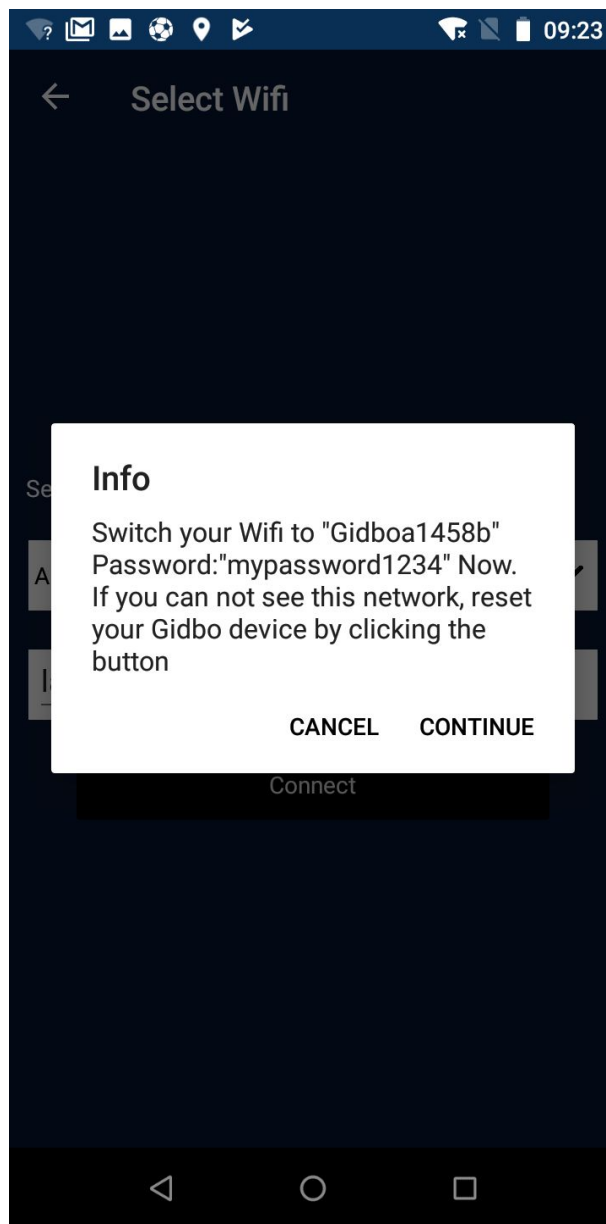 09:23
Select Wifi
Se
Info
Switch your Wifi to "Gidboa1458b"
Password:"mypassword1234" Now.
If you can not see this network, reset
your Gidbo device by clicking the
button
A
CANCEL CONTINUE
Connect